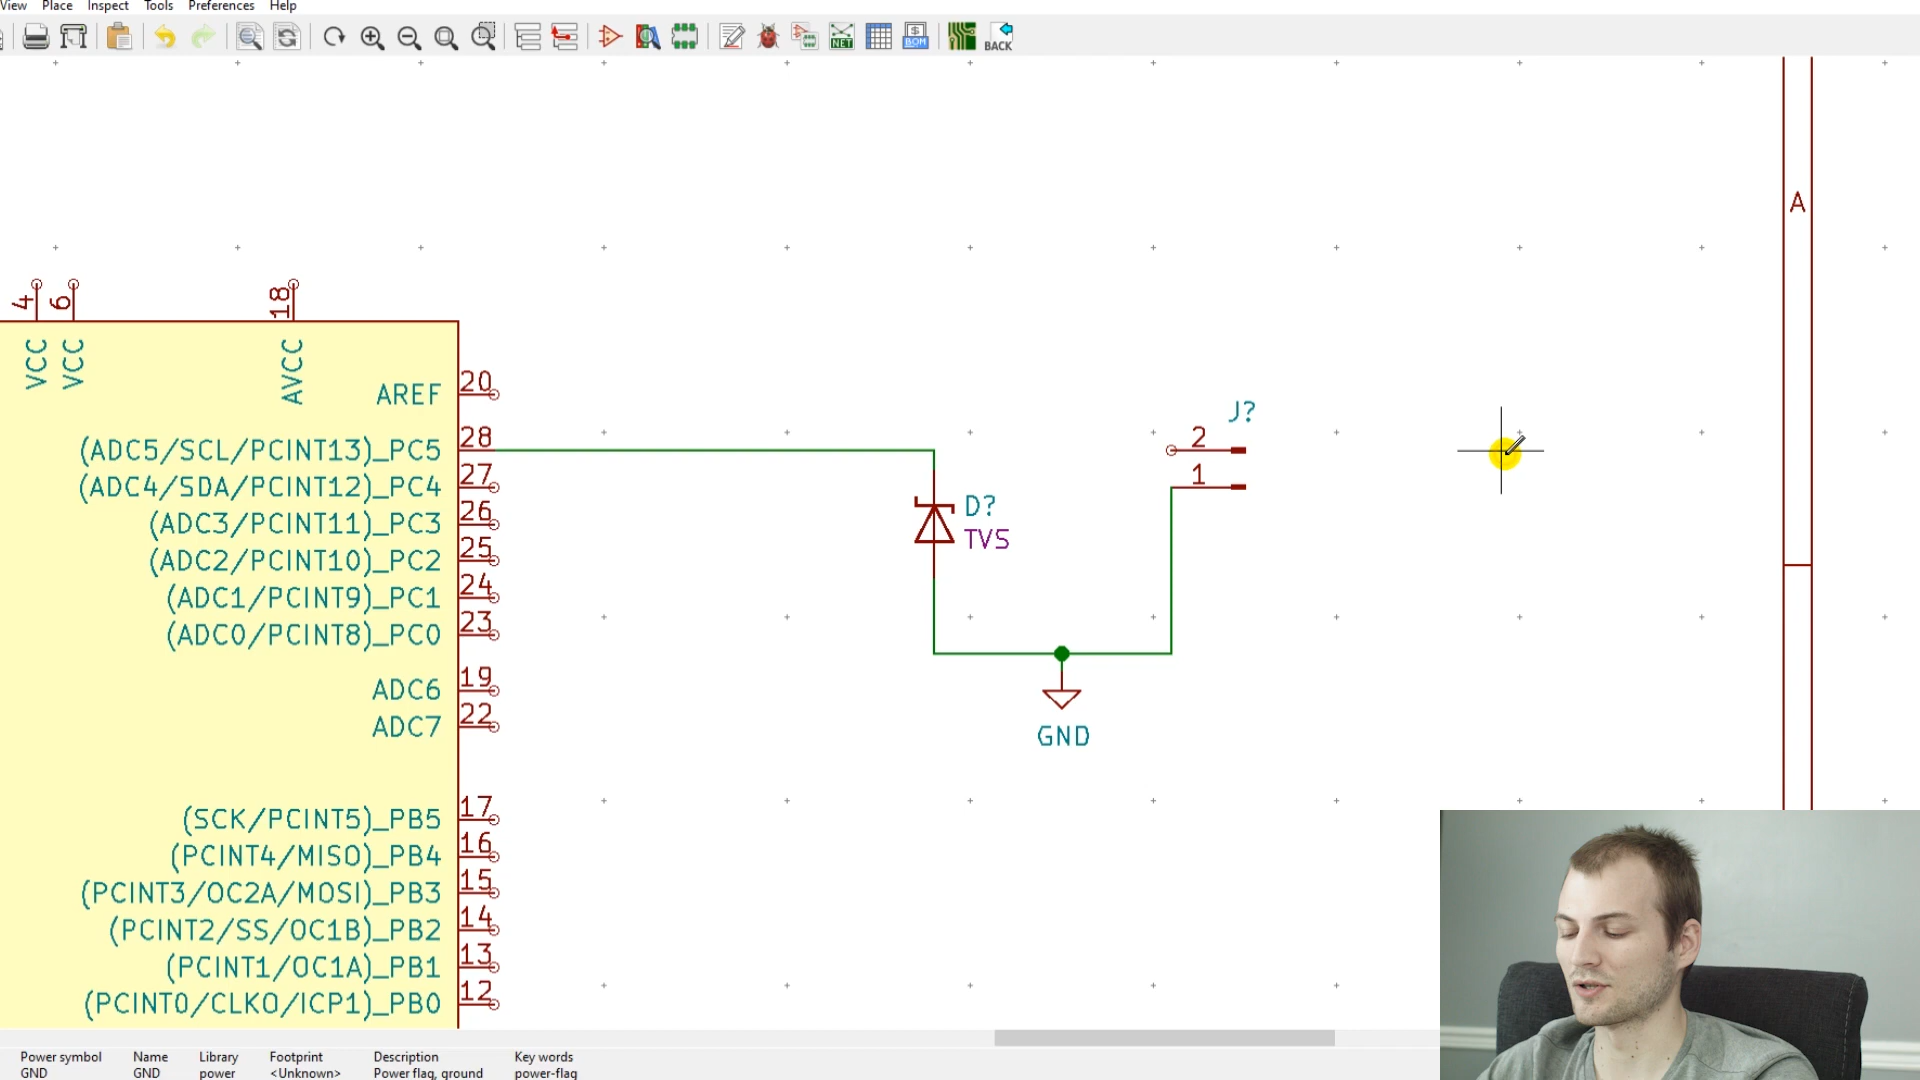 View Place Inspect Tools Preferences Help
NET
$
BOM
BACK
A
4
6
18
VCC
VCC
AVCC
AREF
20
(ADC5/SCL/PCINT13)_PC5
28
(ADC4/SDA/PCINT12)_PC4
27
(ADC3/PCINT11)_PC3
26
(ADC2/PCINT10)_PC2
25
(ADC1/PCINT9)_PC1
24
(ADC0/PCINT8)_PC0
23
ADC6
19
ADC7
22
(SCK/PCINT5)_PB5
17
(PCINT4/MISO)_PB4
16
(PCINT3/OC2A/MOSI)_PB3
15
(PCINT2/SS/OC1B)_PB2
14
(PCINT1/OC1A)_PB1
13
(PCINT0/CLKO/ICP1)_PB0
12
D?
TVS
J?
2
1
GND
Power symbol Name Library Footprint Description Key words
GND GND power <Unknown> Power flag, ground power-flag